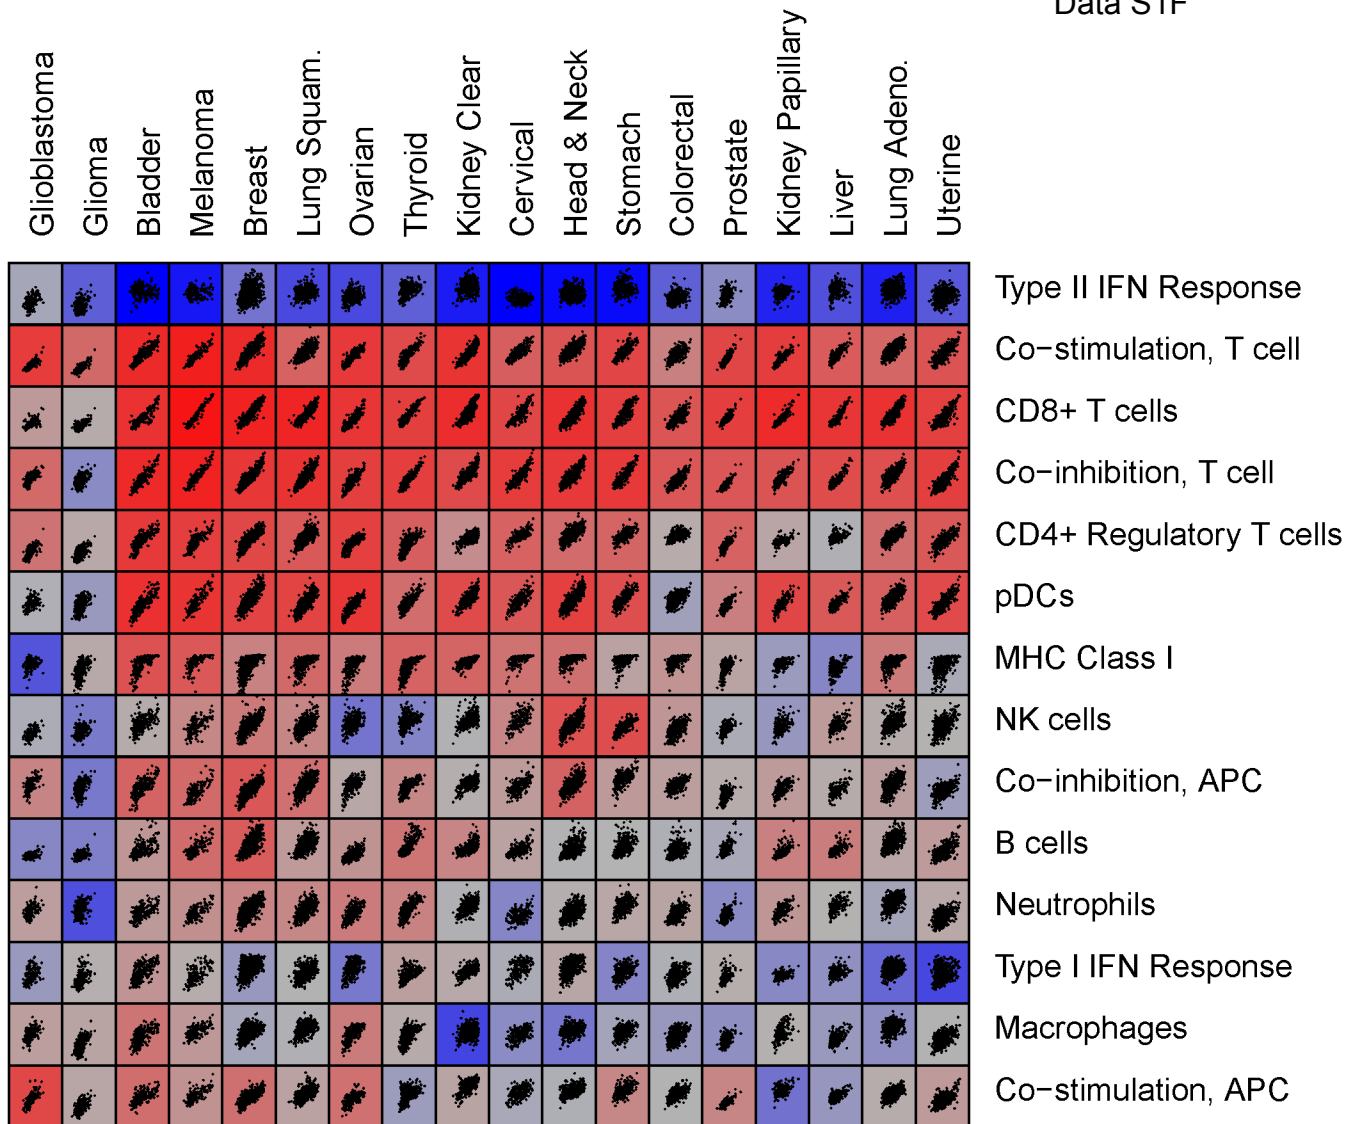 Data S1F
Glioblastoma
Glioma
Bladder
Melanoma
Breast
Lung Squam.
Ovarian
Thyroid
Kidney Clear
Cervical
Head & Neck
Stomach
Colorectal
Prostate
Kidney Papillary
Liver
Lung Adeno.
Uterine
Type II IFN Response
Co−stimulation, T cell
CD8+ T cells
Co−inhibition, T cell
CD4+ Regulatory T cells
pDCs
MHC Class I
NK cells
Co−inhibition, APC
B cells
Neutrophils
Type I IFN Response
Macrophages
Co−stimulation, APC